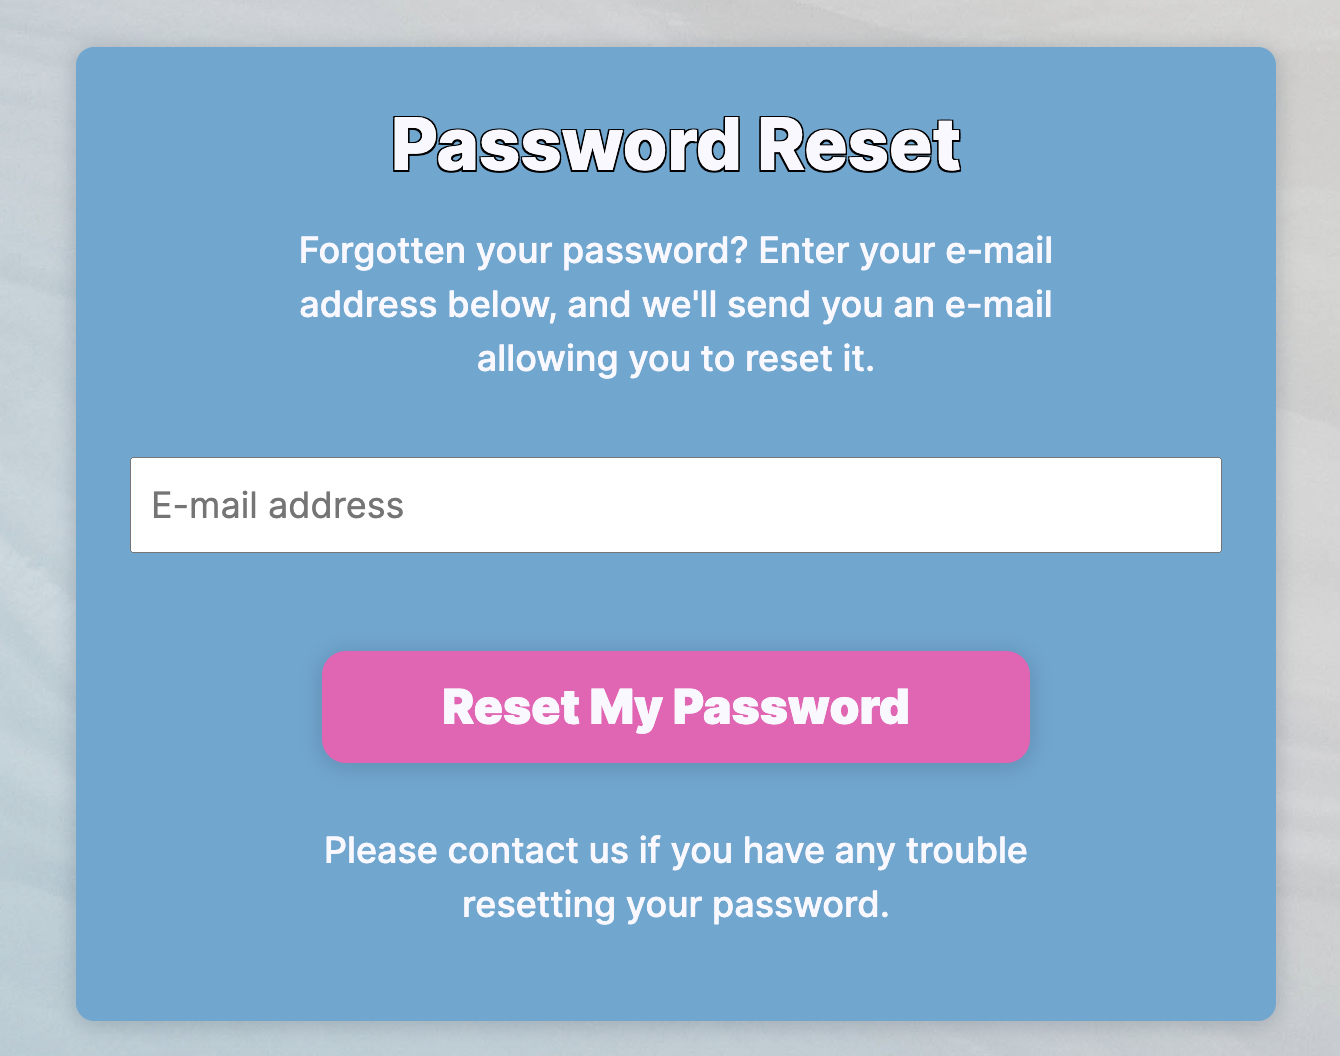 Password Reset
Forgotten your password? Enter your e-mail
address below, and we'll send you an e-mail
allowing you to reset it.
E-mail address
Reset My Password
Please contact us if you have any trouble
resetting your password.